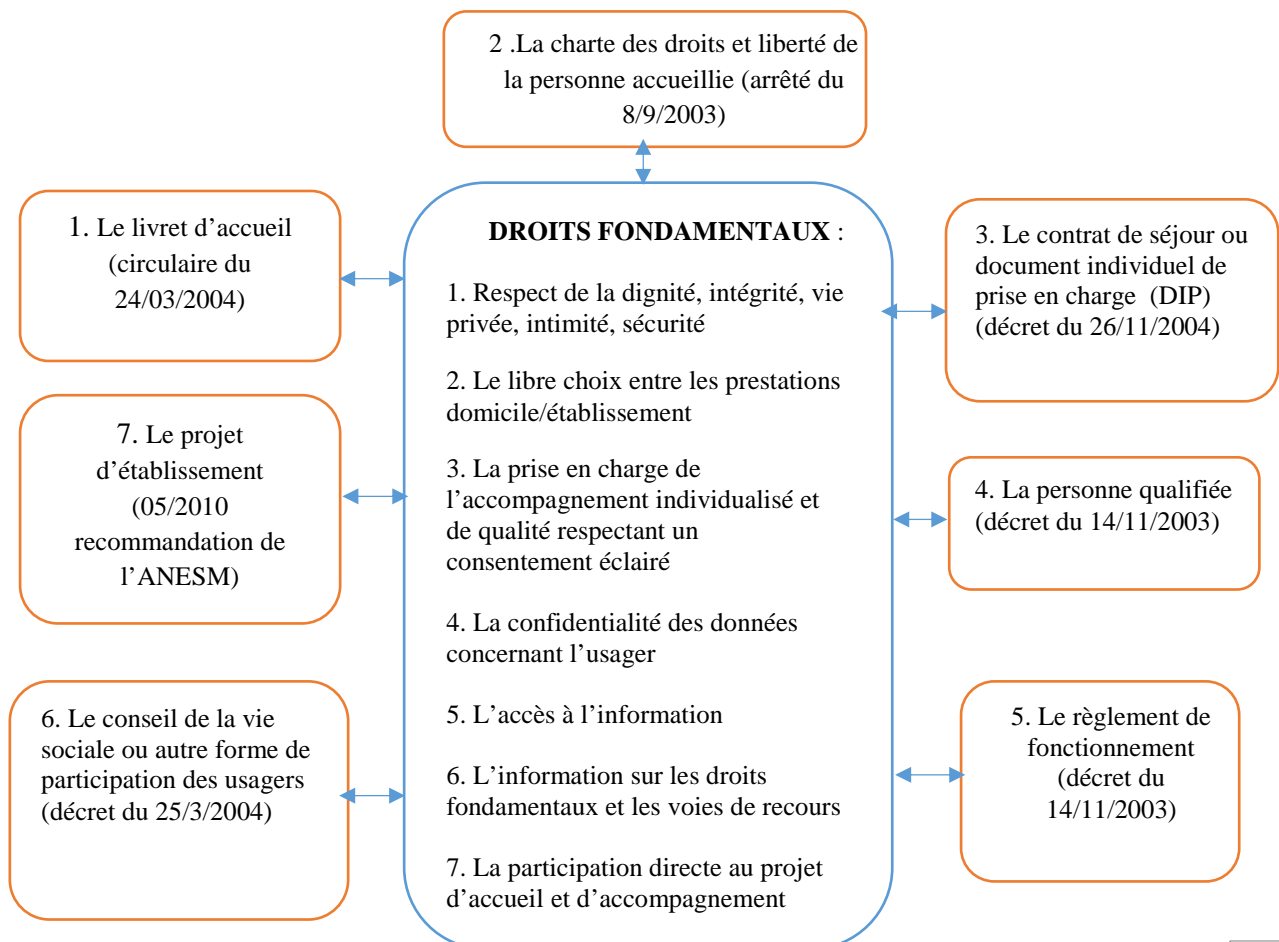 2 .La charte des droits et liberté de
la personne accueillie (arrêté du
8/9/2003)
1. Le livret d’accueil
(circulaire du
24/03/2004)
DROITS FONDAMENTAUX :
1. Respect de la dignité, intégrité, vie
privée, intimité, sécurité
2. Le libre choix entre les prestations
domicile/établissement
3. La prise en charge de
l’accompagnement individualisé et
de qualité respectant un
consentement éclairé
4. La confidentialité des données
concernant l’usager
5. L’accès à l’information
6. L’information sur les droits
fondamentaux et les voies de recours
7. La participation directe au projet
d’accueil et d’accompagnement
3. Le contrat de séjour ou
document individuel de
prise en charge  (DIP)
(décret du 26/11/2004)
7. Le projet
d’établissement
(05/2010
recommandation de
l’ANESM)
4. La personne qualifiée
(décret du 14/11/2003)
6. Le conseil de la vie
sociale ou autre forme de
participation des usagers
(décret du 25/3/2004)
5. Le règlement de
fonctionnement
(décret du
14/11/2003)